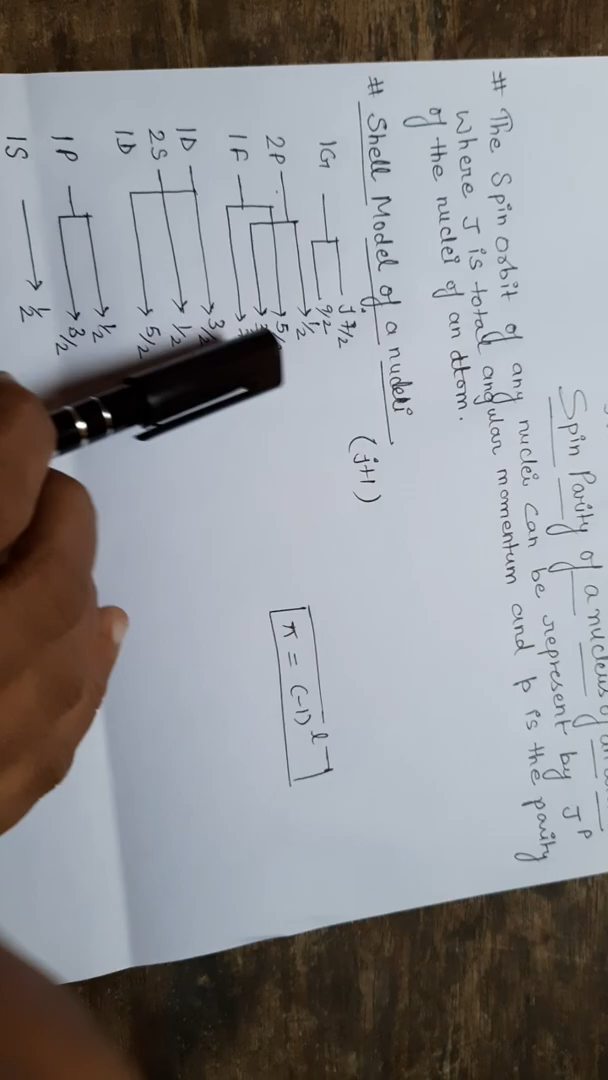 Spin Parity of a nucleus of
# The Spin orbit of any nuclei can be represent by J^P
Where J is total angular momentum and p is the parity
of the nuclei of an atom.
# Shell Model of a nuclei
(j+1)
1G J 7/2
9/2
2P 1/2
1F 5/
1D 3/2
2S 1/2
1D 5/2
1P 1/2
3/2
1S 1/2
π = (-1)^l